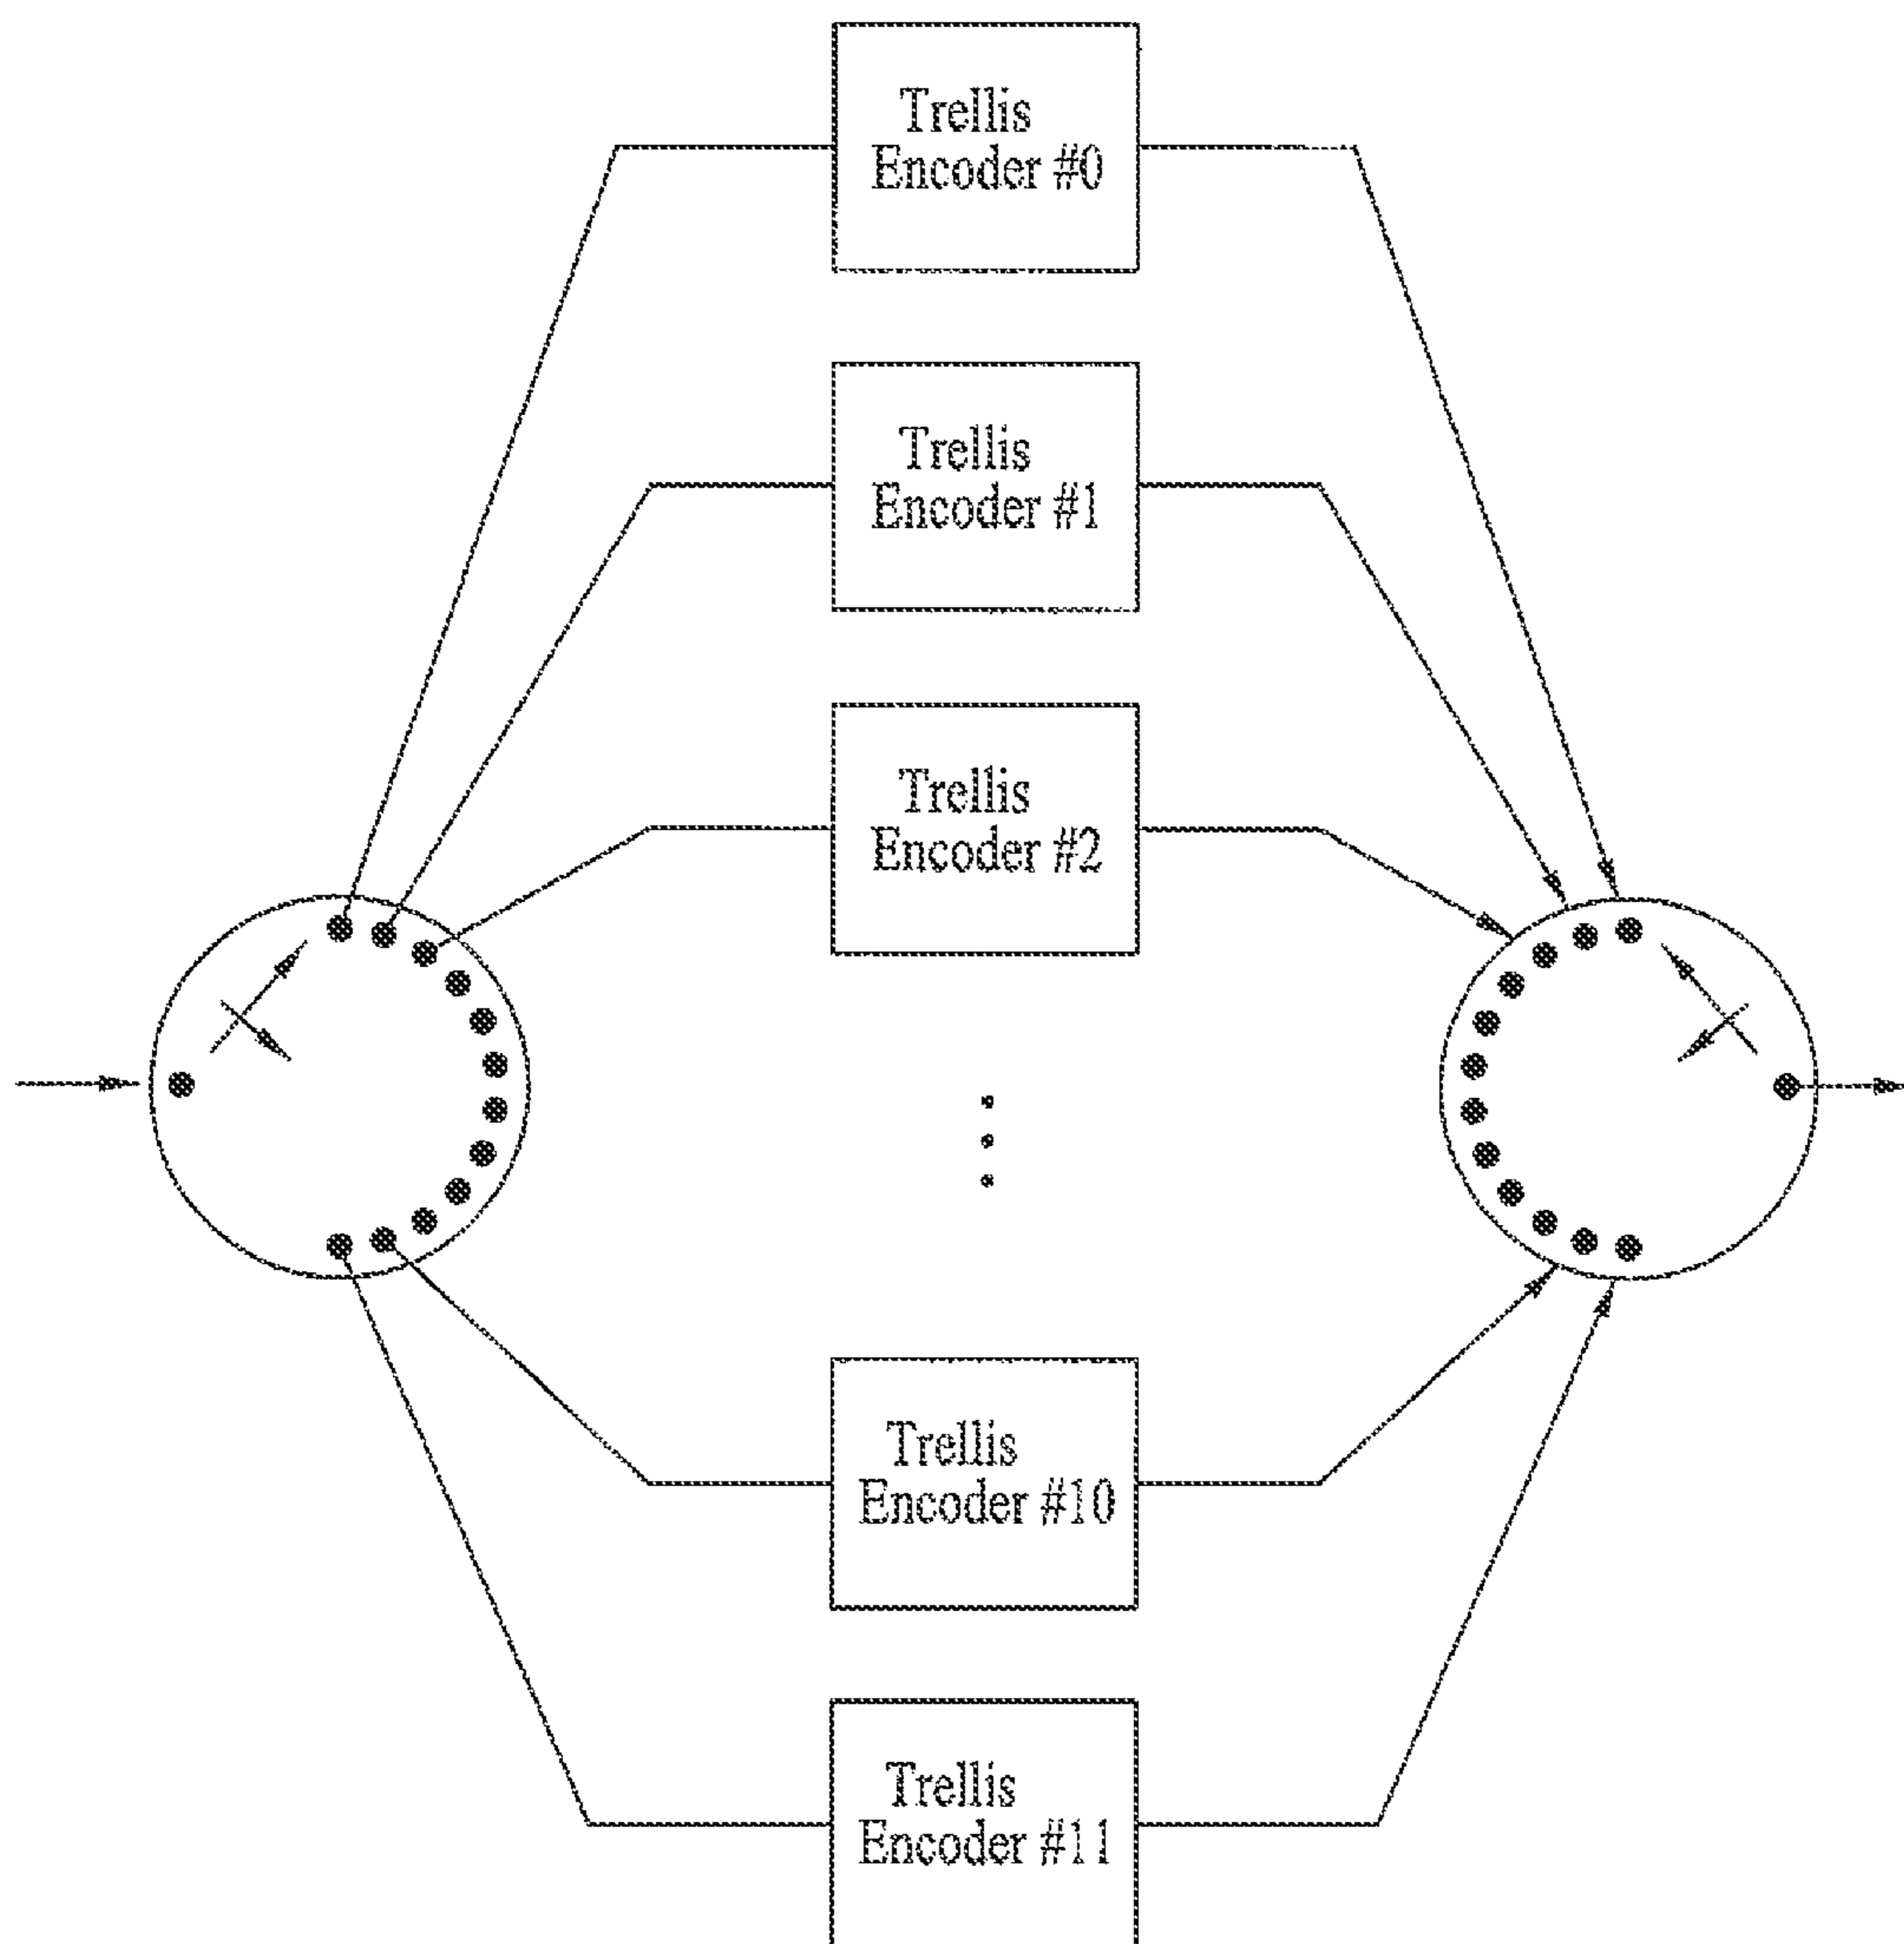 Trellis
Encoder #0
Trellis
Encoder #1
Trellis
Encoder #2
Trellis
Encoder #10
Trellis
Encoder #11